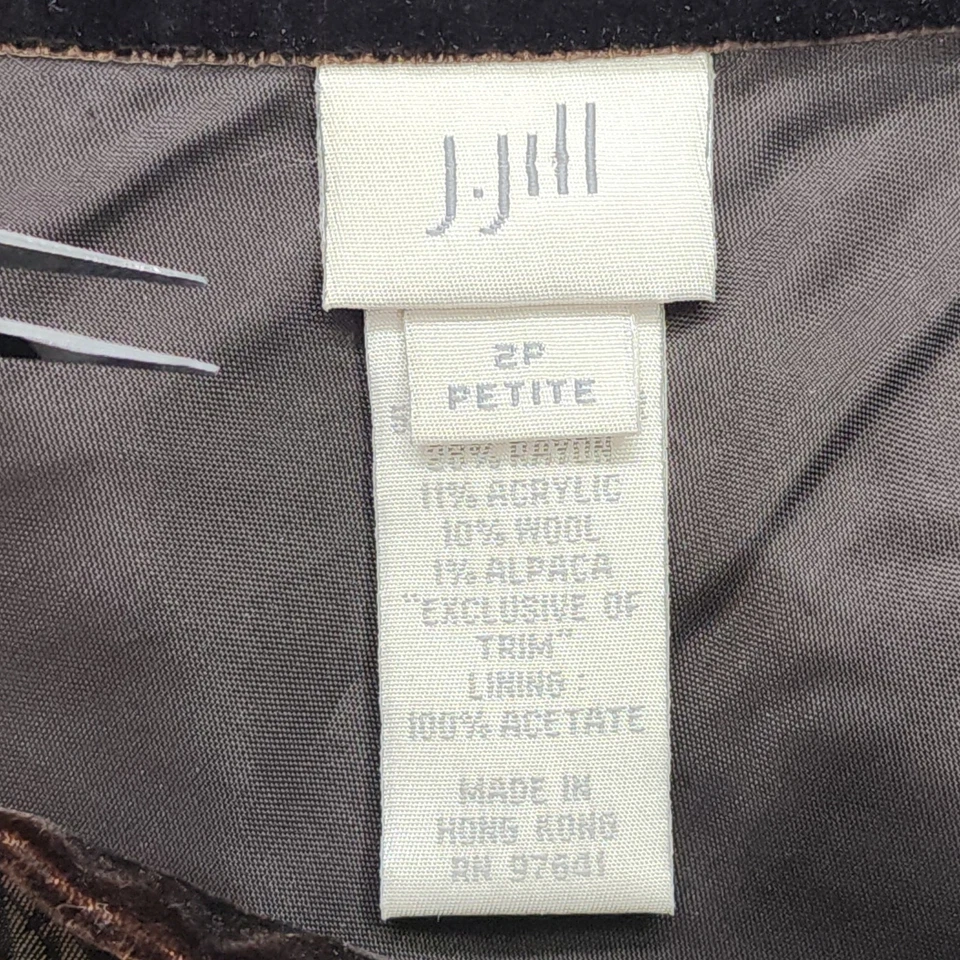 J.Jill
2P
PETITE
RAYON
11% ACRYLIC
10% WOOL
1% ALPACA
"EXCLUSIVE OF
TRIM"
LINING :
100% ACETATE
MADE IN
HONG KONG
RN 97641